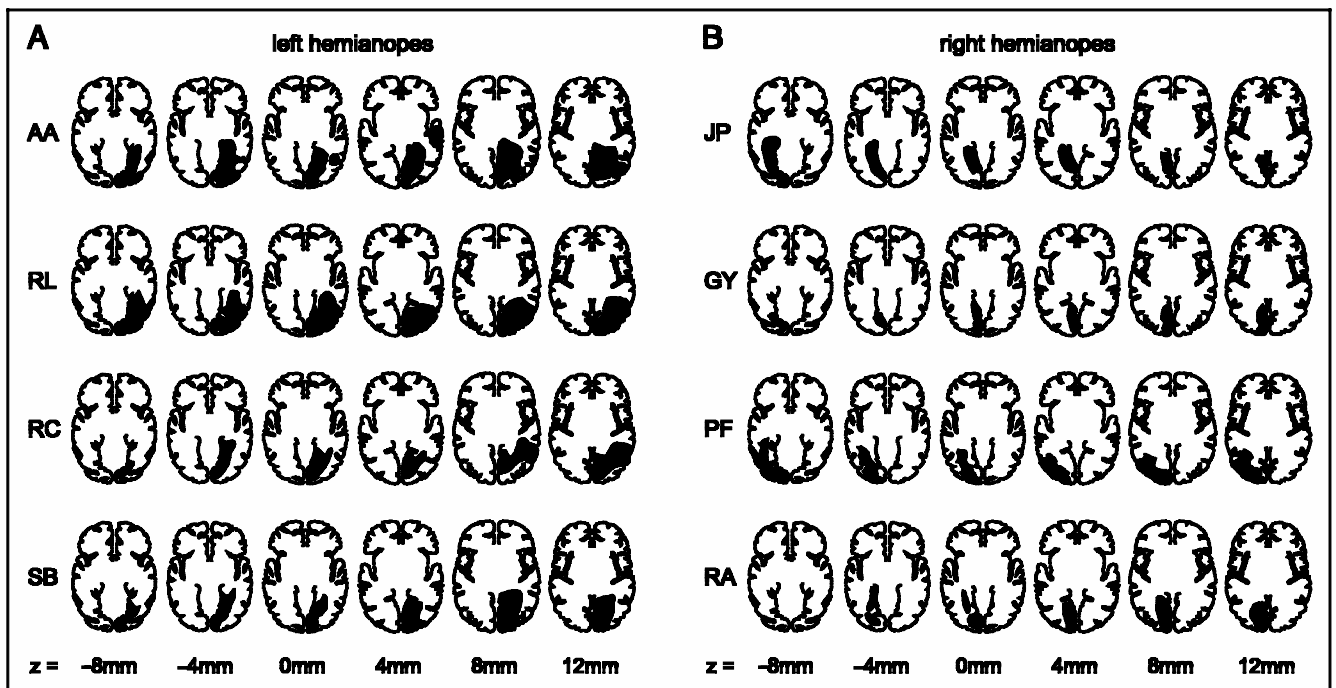 A
left hemianopes
AA
RL
RC
SB
z = –8mm –4mm 0mm 4mm 8mm 12mm
B
right hemianopes
JP
GY
PF
RA
z = –8mm –4mm 0mm 4mm 8mm 12mm